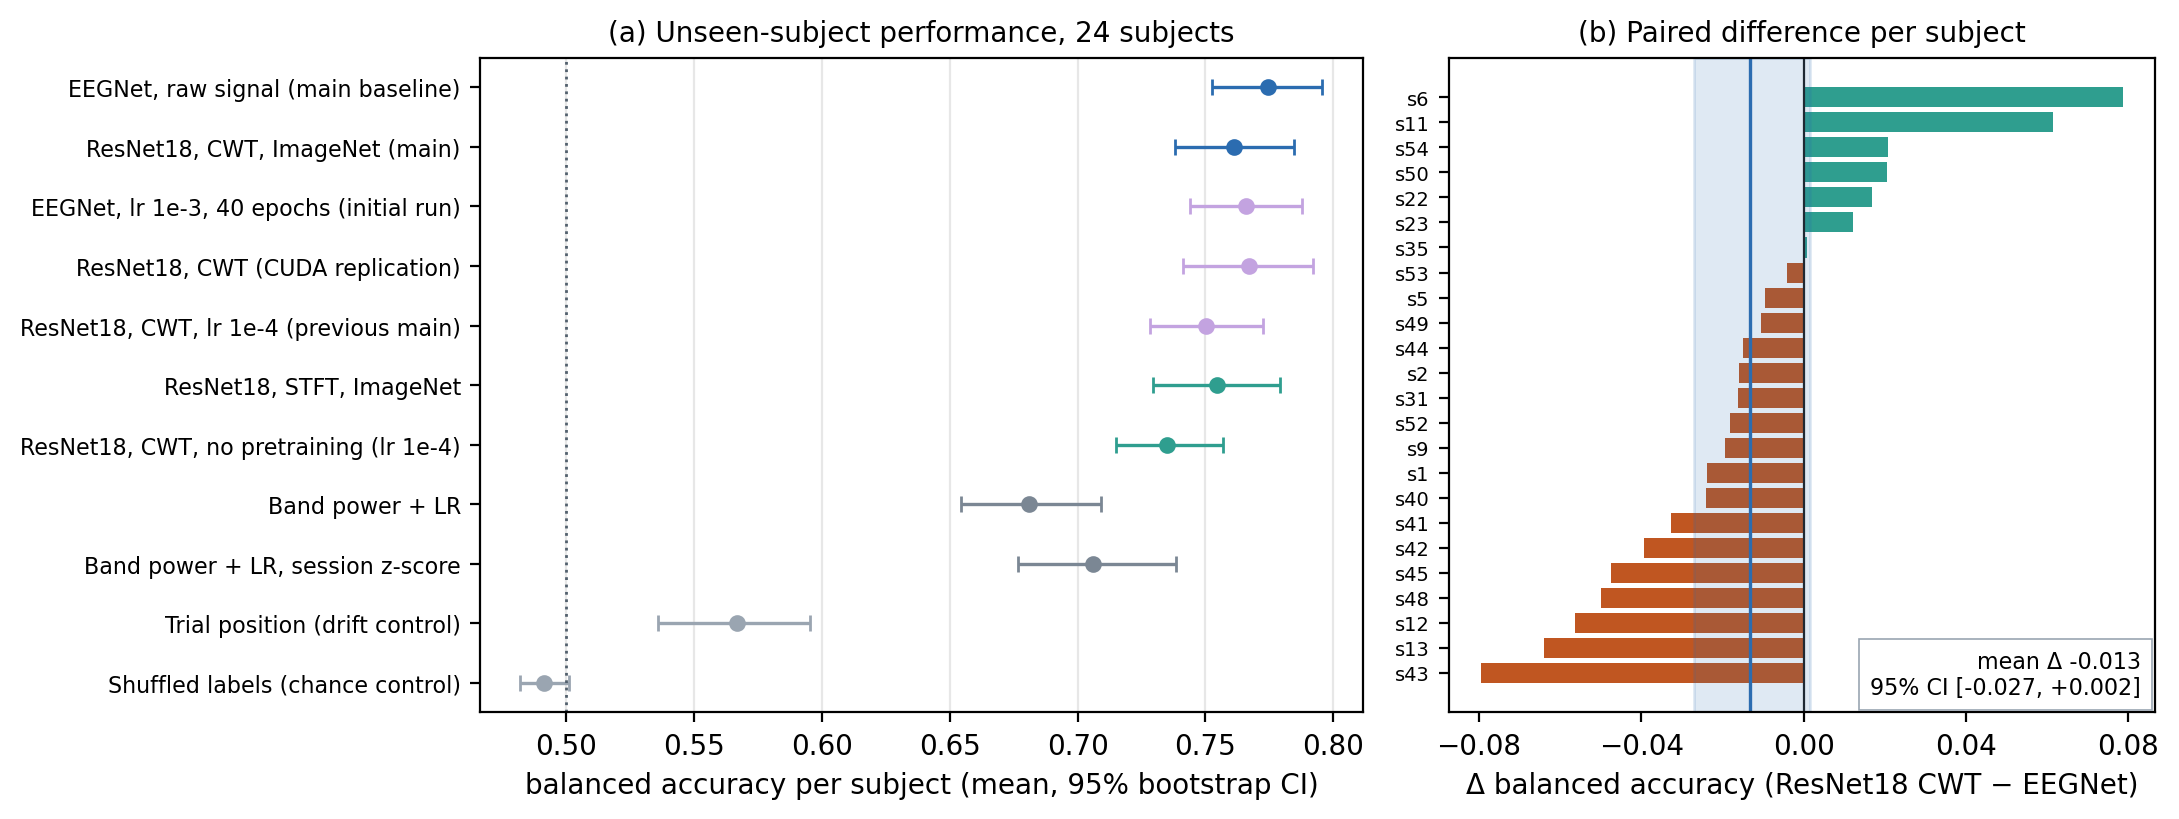 (a) Unseen-subject performance, 24 subjects
EEGNet, raw signal (main baseline)
ResNet18, CWT, ImageNet (main)
EEGNet, lr 1e-3, 40 epochs (initial run)
ResNet18, CWT (CUDA replication)
ResNet18, CWT, lr 1e-4 (previous main)
ResNet18, STFT, ImageNet
ResNet18, CWT, no pretraining (lr 1e-4)
Band power + LR
Band power + LR, session z-score
Trial position (drift control)
Shuffled labels (chance control)
0.50 0.55 0.60 0.65 0.70 0.75 0.80
balanced accuracy per subject (mean, 95% bootstrap CI)
(b) Paired difference per subject
s6
s11
s54
s50
s22
s23
s35
s53
s5
s49
s44
s2
s31
s52
s9
s1
s40
s41
s42
s45
s48
s12
s13
s43
mean Δ -0.013
95% CI [-0.027, +0.002]
−0.08 −0.04 0.00 0.04 0.08
Δ balanced accuracy (ResNet18 CWT − EEGNet)